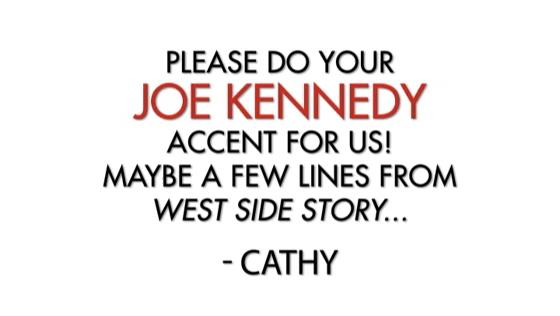 PLEASE DO YOUR
JOE KENNEDY
ACCENT FOR US!
MAYBE A FEW LINES FROM
WEST SIDE STORY...
- CATHY